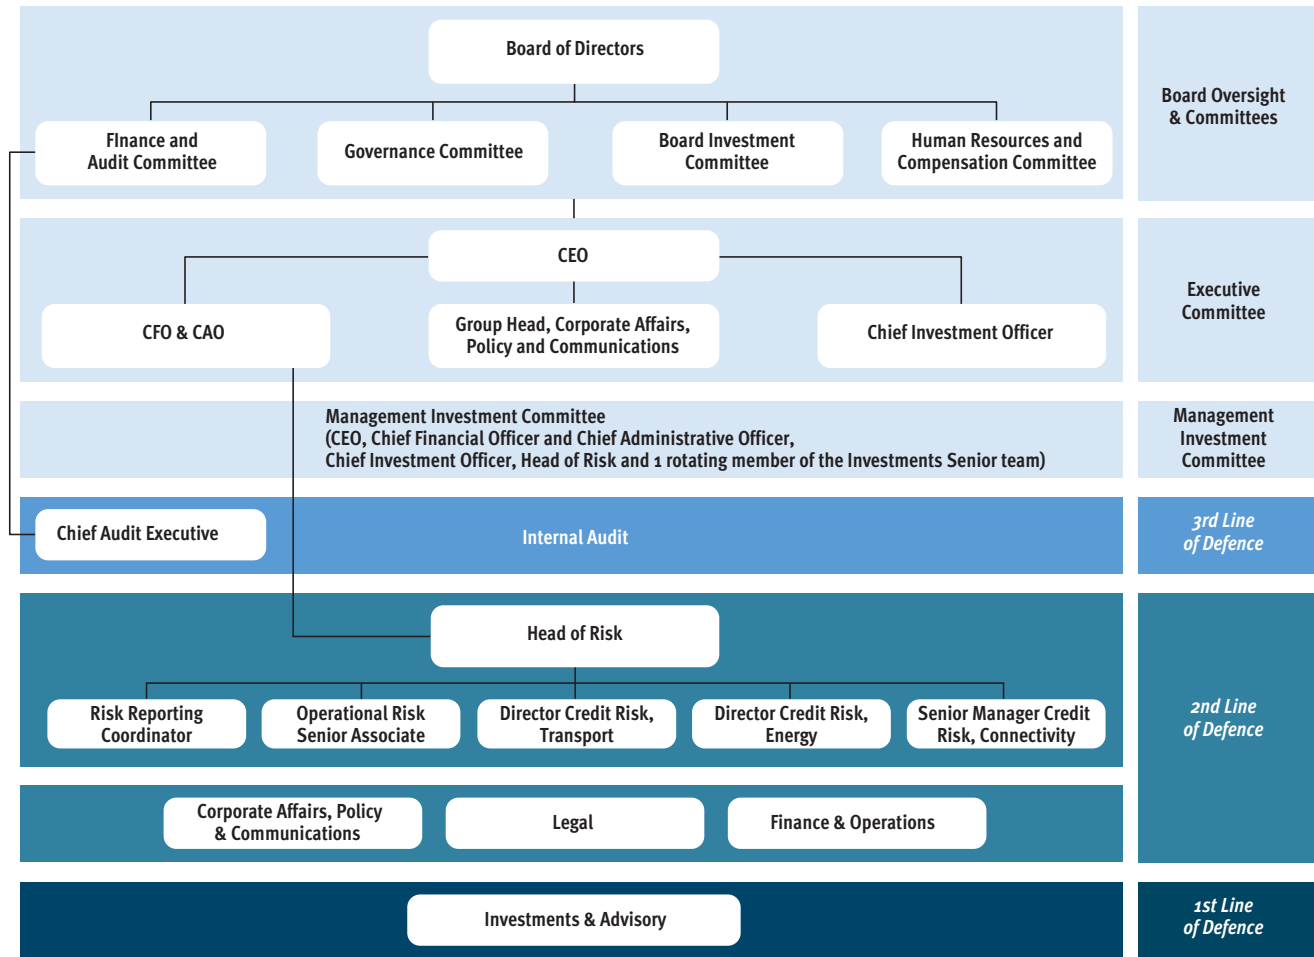 Board of Directors
Board Oversight
& Committees
FInance and
Audit Committee
Governance Committee
Board Investment
Committee
Human Resources and
Compensation Committee
CEO
Executive
Committee
CFO & CAO
Group Head, Corporate Affairs,
Policy and Communications
Chief Investment Officer
Management Investment Committee
(CEO, Chief Financial Officer and Chief Administrative Officer,
Chief Investment Officer, Head of Risk and 1 rotating member of the Investments Senior team)
Management
Investment
Committee
Chief Audit Executive
Internal Audit
3rd Line
of Defence
Head of Risk
Risk Reporting
Coordinator
Operational Risk
Senior Associate
Director Credit Risk,
Transport
Director Credit Risk,
Energy
Senior Manager Credit
Risk, Connectivity
2nd Line
of Defence
Corporate Affairs, Policy
& Communications
Legal
Finance & Operations
Investments & Advisory
1st Line
of Defence